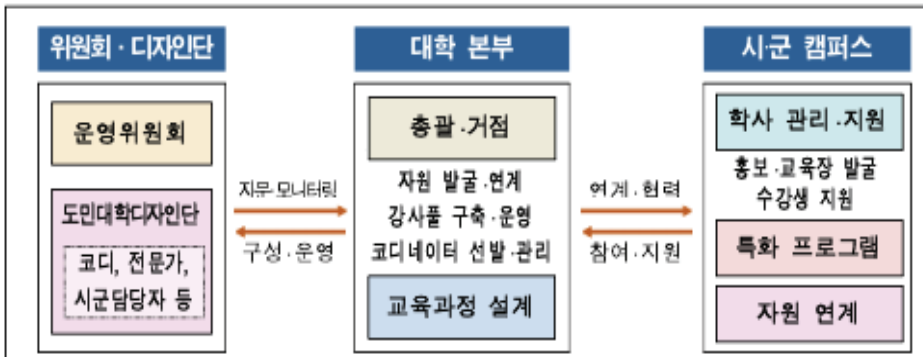 위원회·디자인단
운영위원회
도민대학디자인단
코디, 전문가,
시군담당자 등
자문·모니터링
구성·운영
대학 본부
총괄·거점
자원 발굴·연계
강사풀 구축·운영
코디네이터 선발·관리
교육과정 설계
연계·협력
참여·지원
시·군 캠퍼스
학사 관리·지원
홍보·교육장 발굴
수강생 지원
특화 프로그램
자원 연계